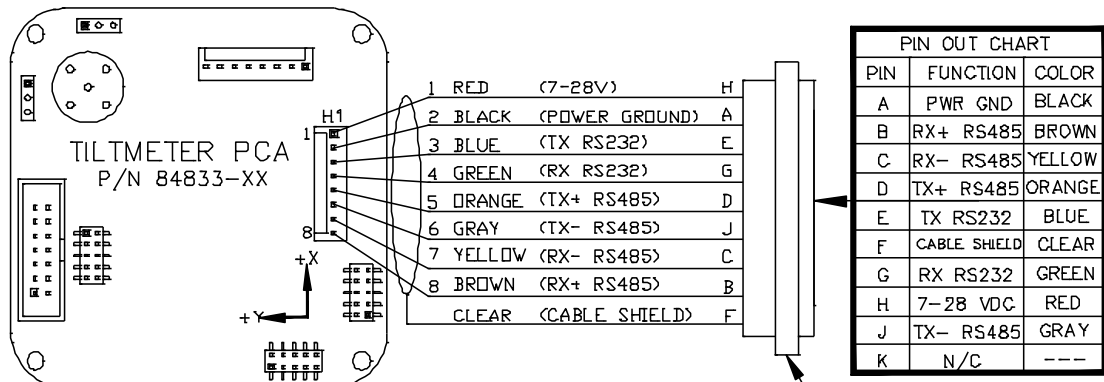 H1
1
8
TILTMETER PCA
P/N 84833-XX
+X
+Y
1 RED (7-28V) H
2 BLACK (POWER GROUND) A
3 BLUE (TX RS232) E
4 GREEN (RX RS232) G
5 ORANGE (TX+ RS485) D
6 GRAY (TX- RS485) J
7 YELLOW (RX- RS485) C
8 BROWN (RX+ RS485) B
CLEAR (CABLE SHIELD) F
PIN OUT CHART
PIN FUNCTION COLOR
A PWR GND BLACK
B RX+ RS485 BROWN
C RX- RS485 YELLOW
D TX+ RS485 ORANGE
E TX RS232 BLUE
F CABLE SHIELD CLEAR
G RX RS232 GREEN
H 7-28 VDC RED
J TX- RS485 GRAY
K N/C ---